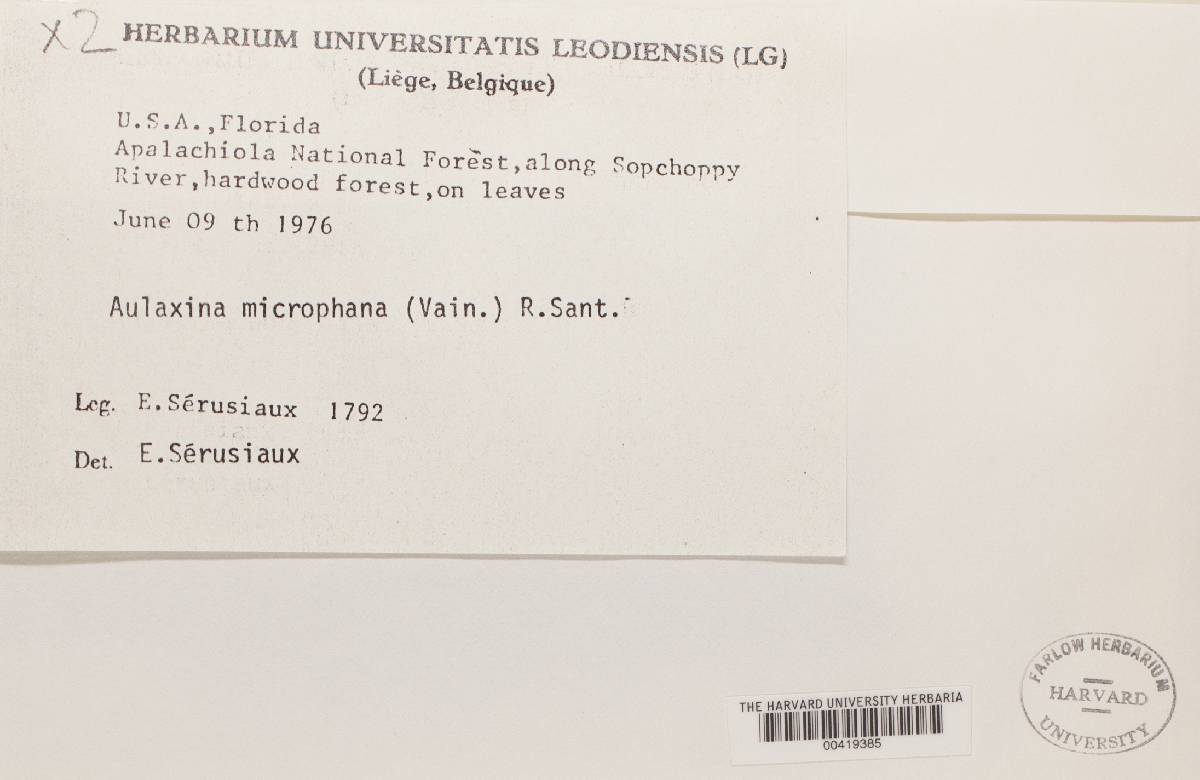 x2 HERBARIUM UNIVERSITATIS LEODIENSIS (LG)
(Liège, Belgique)
U.S.A.,Florida
Apalachiola National Forest,along Sopchoppy
River,hardwood forest,on leaves
June 09 th 1976
Aulaxina microphana (Vain.) R.Sant.
Leg. E.Sérusiaux 1792
Det. E.Sérusiaux
THE HARVARD UNIVERSITY HERBARIA
00419385
FARLOW HERBARIUM
HARVARD
UNIVERSITY